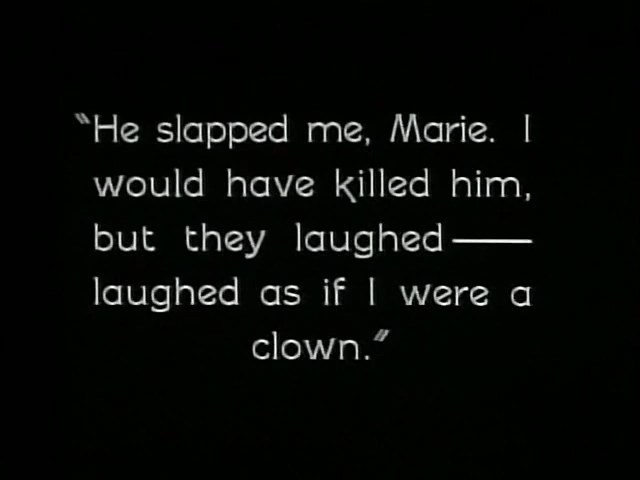 "He slapped me, Marie. I
would have killed him,
but they laughed——
laughed as if I were a
clown."